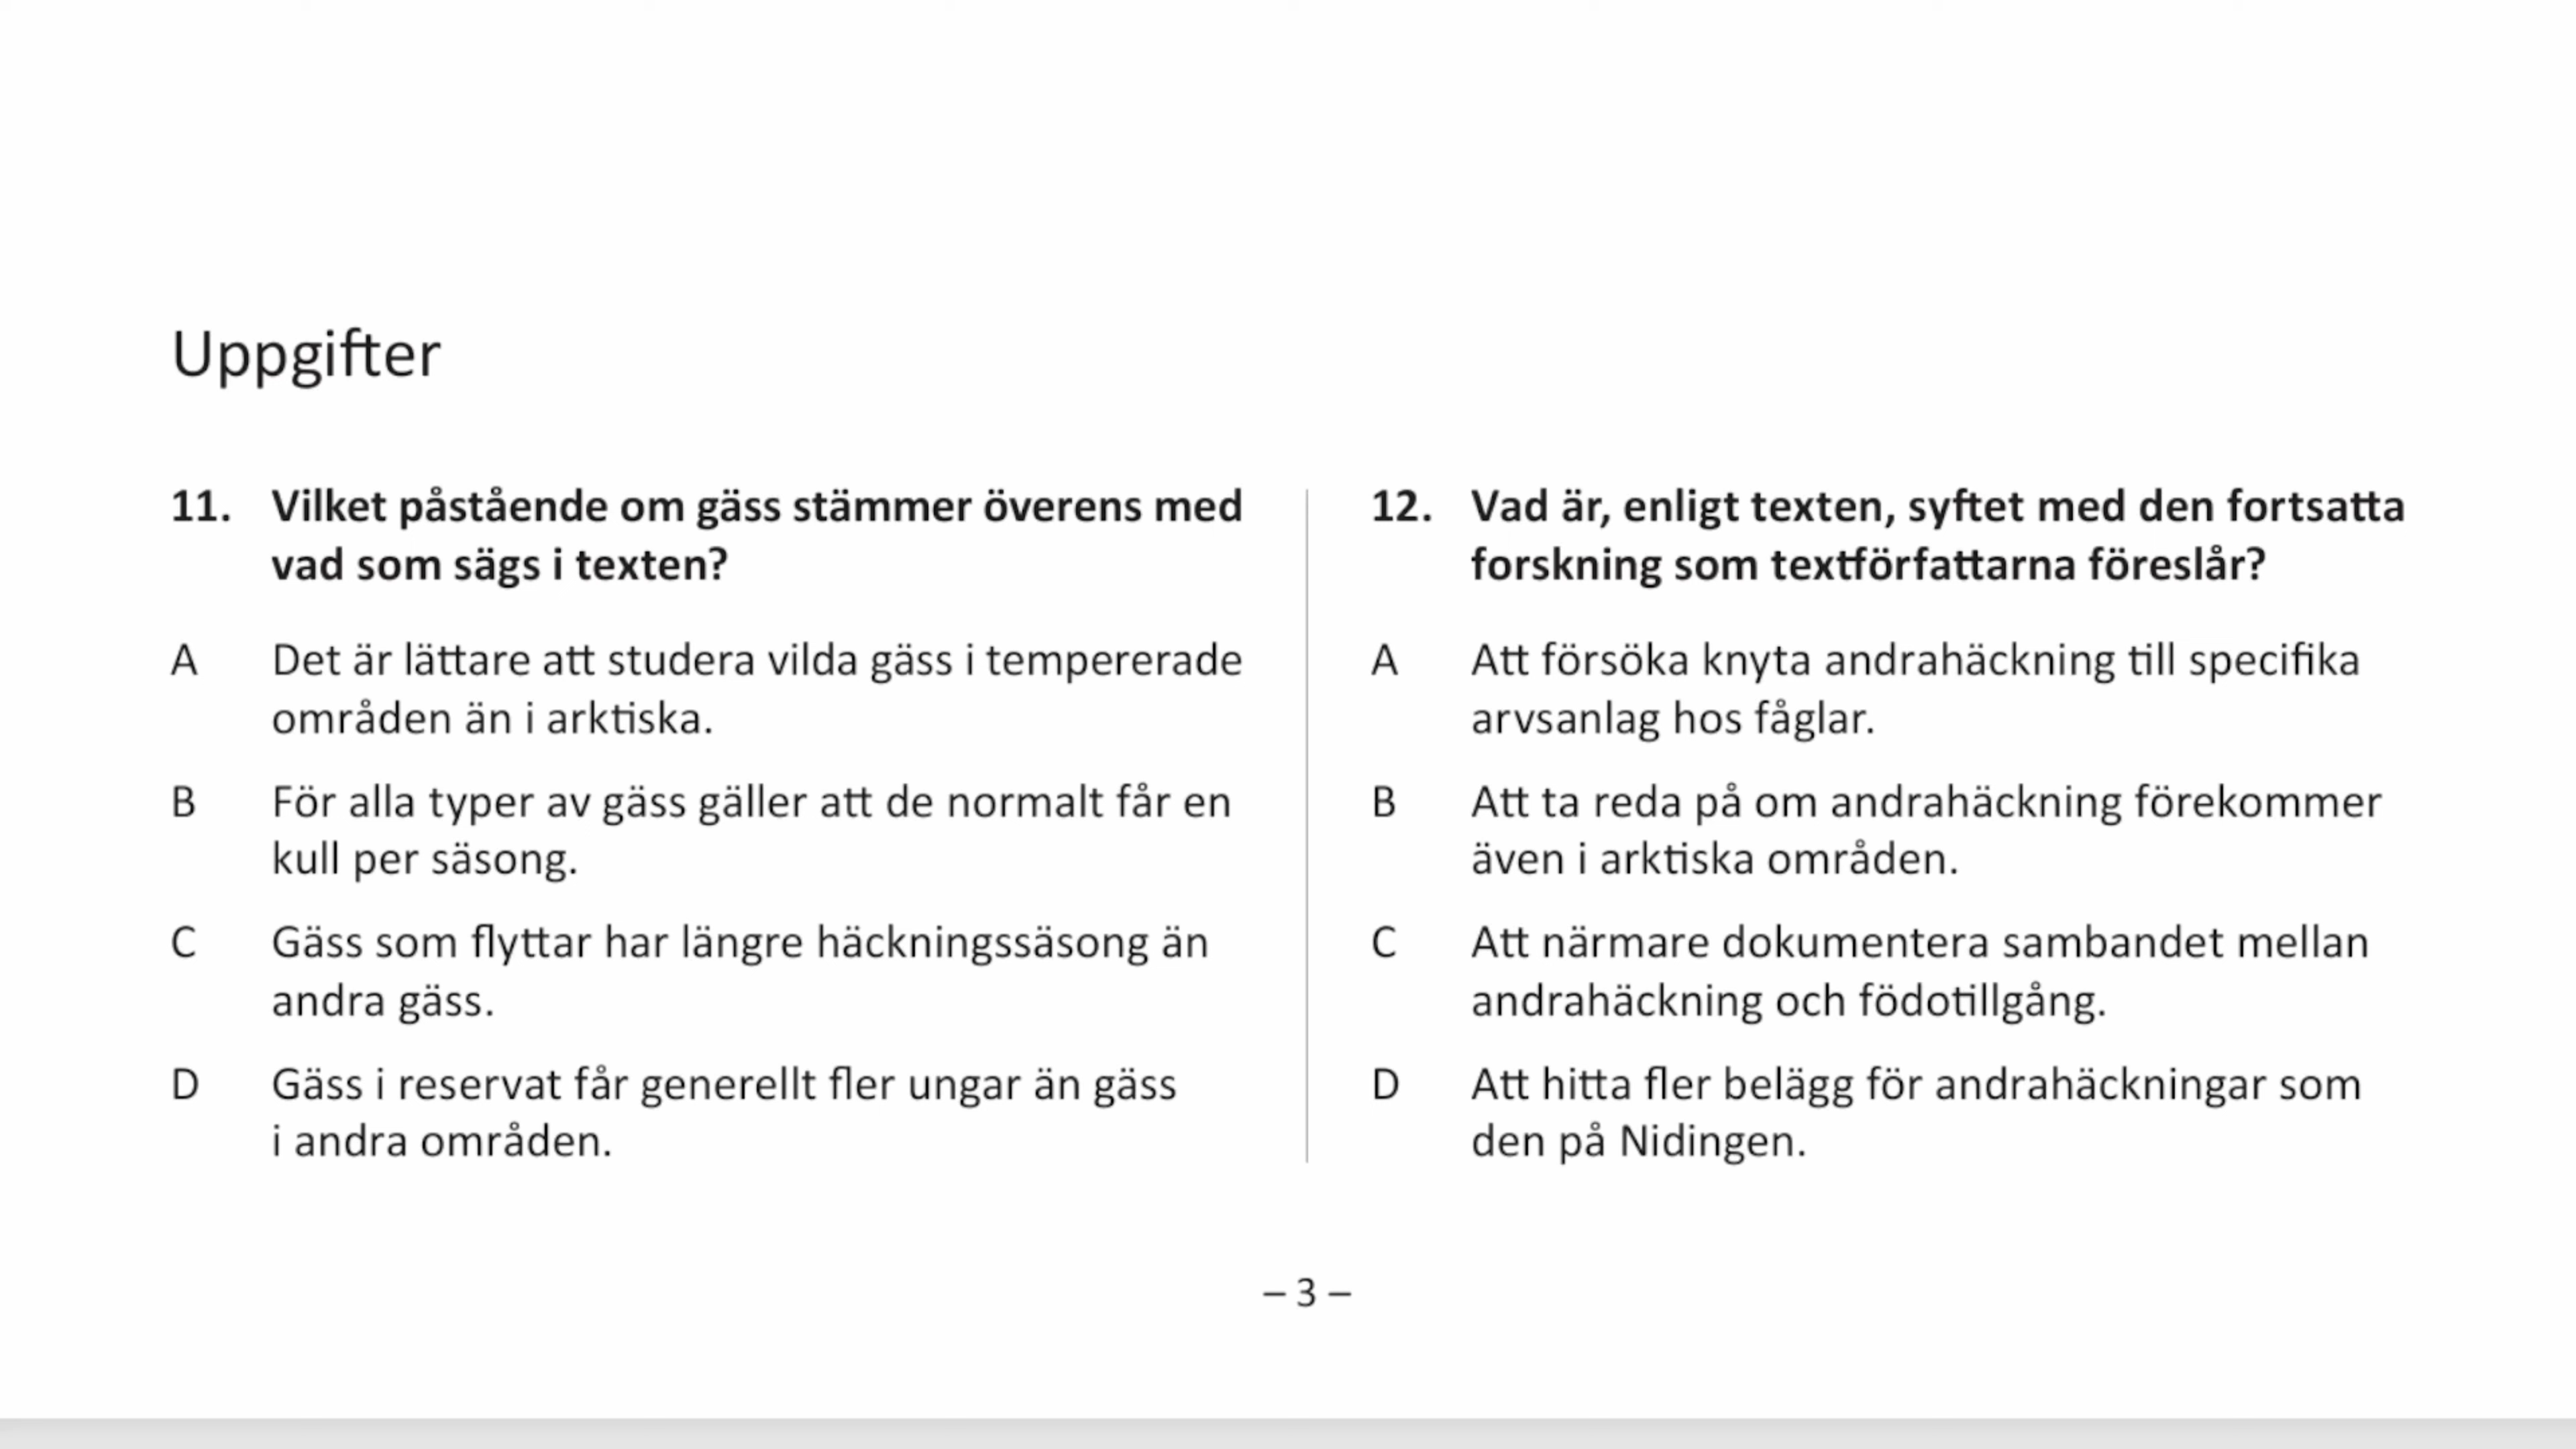 Uppgifter
11. Vilket påstående om gäss stämmer överens med
vad som sägs i texten?
A Det är lättare att studera vilda gäss i tempererade
områden än i arktiska.
B För alla typer av gäss gäller att de normalt får en
kull per säsong.
C Gäss som flyttar har längre häckningssäsong än
andra gäss.
D Gäss i reservat får generellt fler ungar än gäss
i andra områden.
12. Vad är, enligt texten, syftet med den fortsatta
forskning som textförfattarna föreslår?
A Att försöka knyta andrahäckning till specifika
arvsanlag hos fåglar.
B Att ta reda på om andrahäckning förekommer
även i arktiska områden.
C Att närmare dokumentera sambandet mellan
andrahäckning och födotillgång.
D Att hitta fler belägg för andrahäckningar som
den på Nidingen.
– 3 –